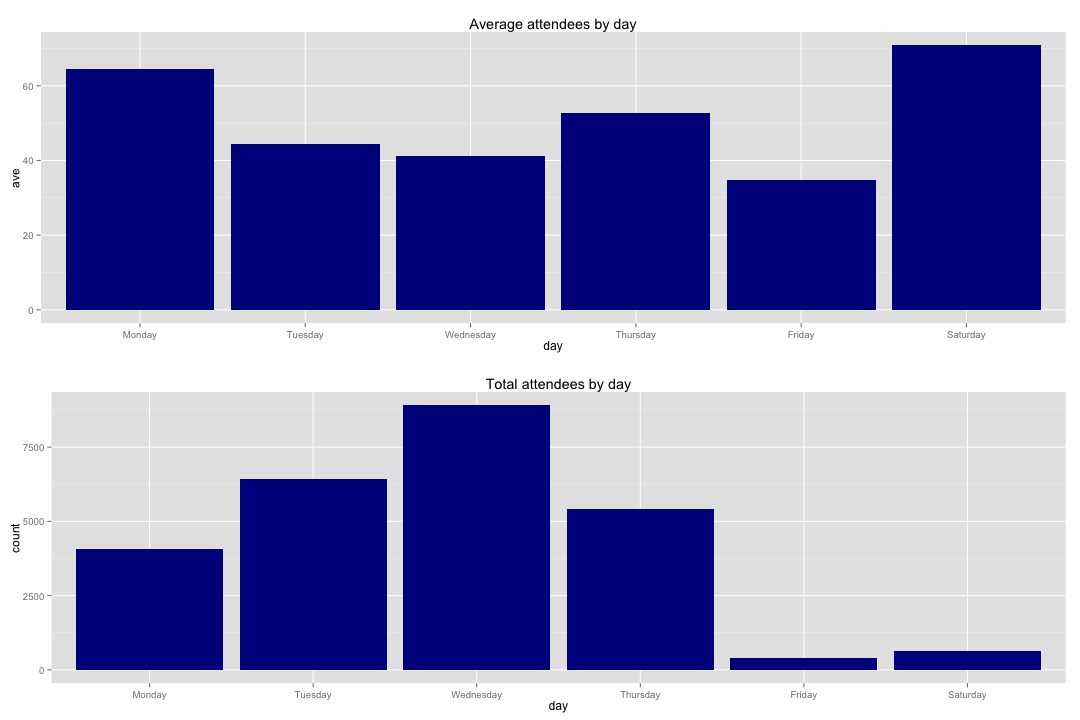 Average attendees by day
60
40
20
0
ave
Monday Tuesday Wednesday Thursday Friday Saturday
day
Total attendees by day
7500
5000
2500
0
count
Monday Tuesday Wednesday Thursday Friday Saturday
day